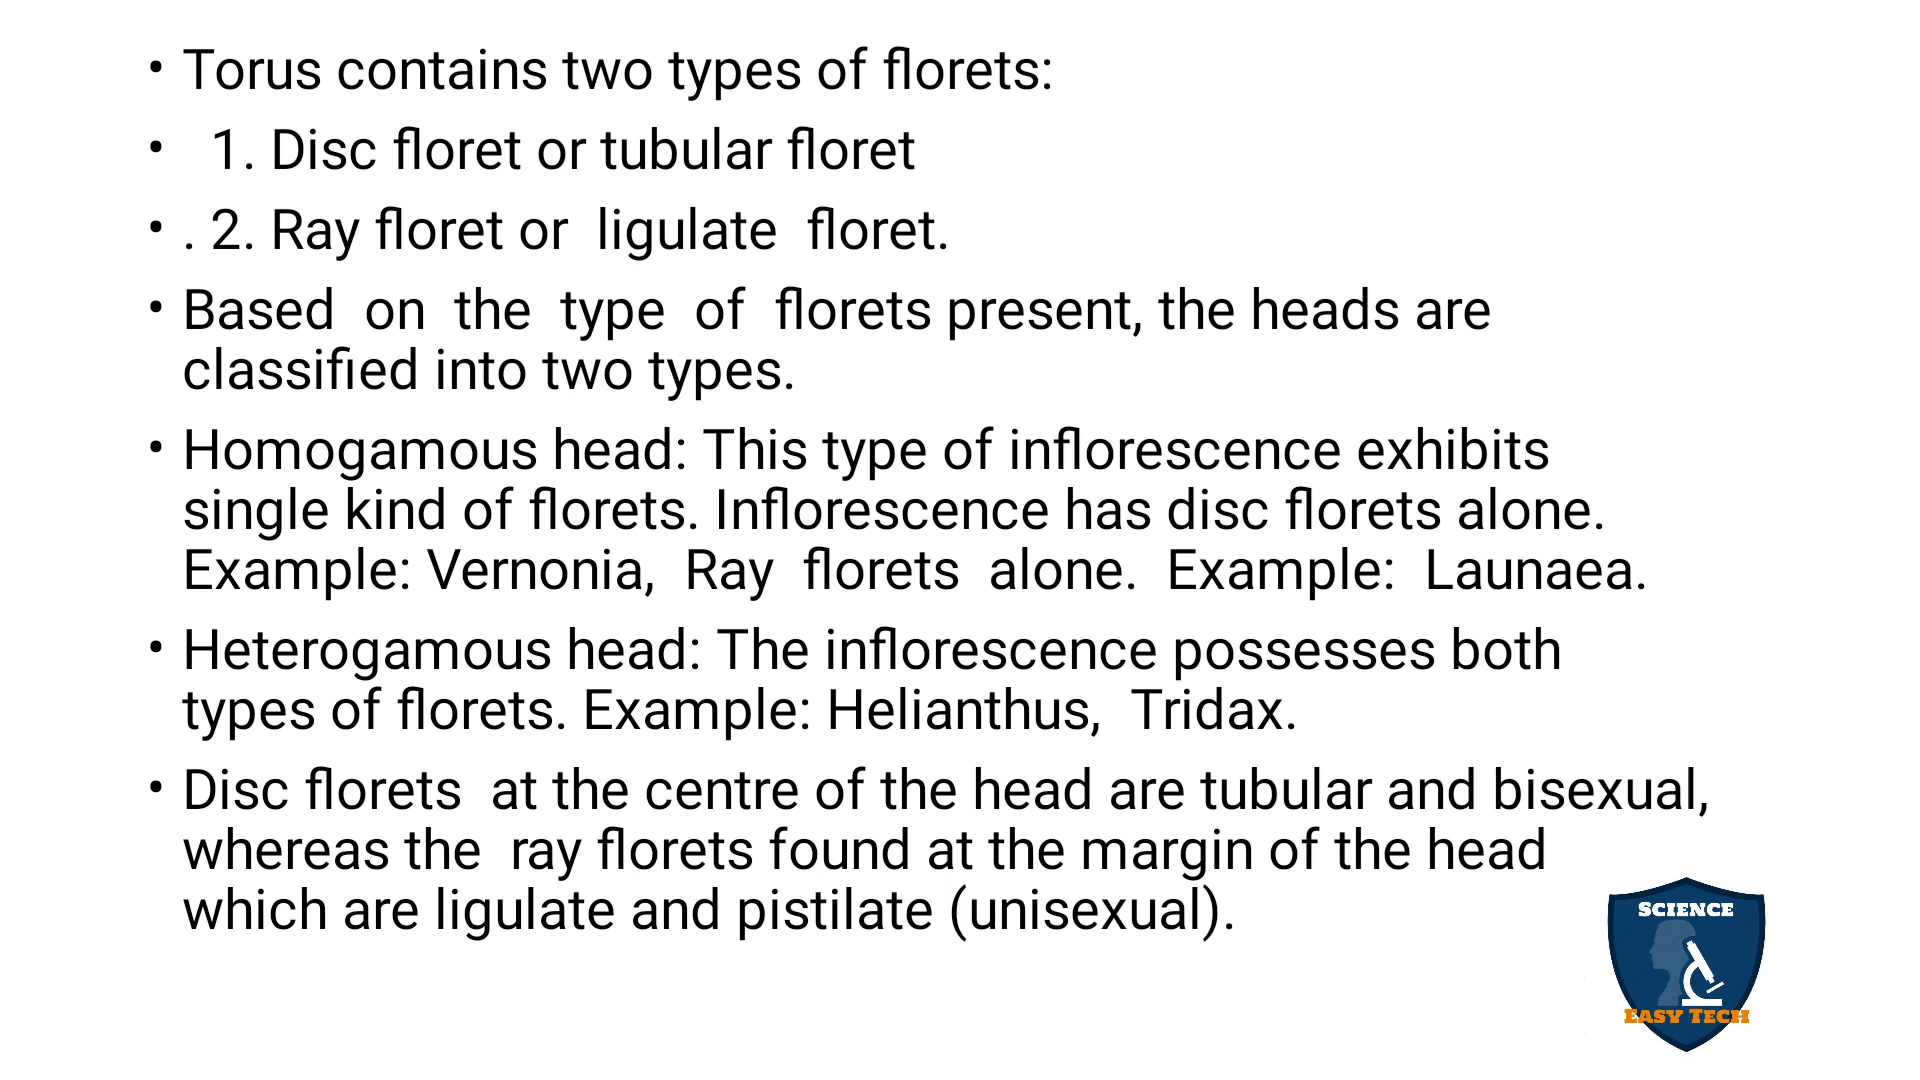 • Torus contains two types of florets:
• 1. Disc floret or tubular floret
• . 2. Ray floret or ligulate floret.
• Based on the type of florets present, the heads are
classified into two types.
• Homogamous head: This type of inflorescence exhibits
single kind of florets. Inflorescence has disc florets alone.
Example: Vernonia, Ray florets alone. Example: Launaea.
• Heterogamous head: The inflorescence possesses both
types of florets. Example: Helianthus, Tridax.
• Disc florets at the centre of the head are tubular and bisexual,
whereas the ray florets found at the margin of the head
which are ligulate and pistilate (unisexual).
SCIENCE
EASY TECH